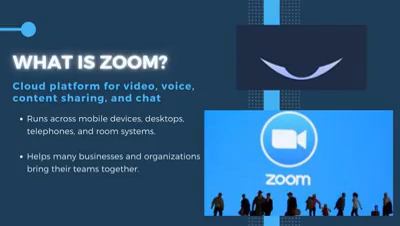 WHAT IS ZOOM?
Cloud platform for video, voice,
content sharing, and chat
Runs across mobile devices, desktops,
telephones, and room systems.
Helps many businesses and organizations
bring their teams together.
zoom